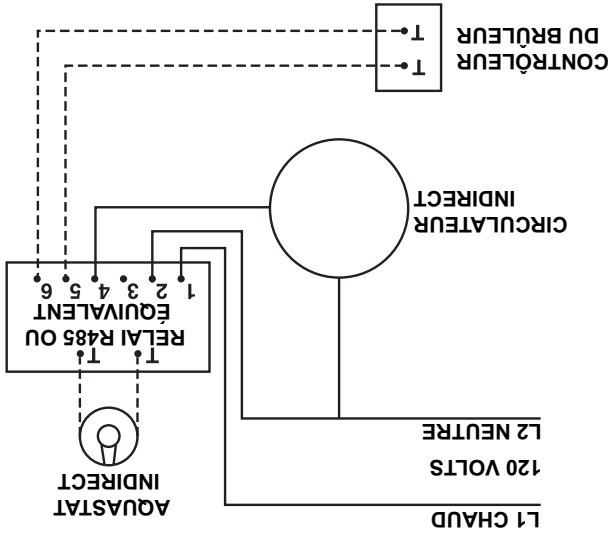 L1 CHAUD
120 VOLTS
L2 NEUTRE
AQUASTAT
INDIRECT
T T
RELAI R485 OU
ÉQUIVALENT
1 2 3 4 5 6
CIRCULATEUR
INDIRECT
CONTRÔLEUR
DU BRÛLEUR
T
T